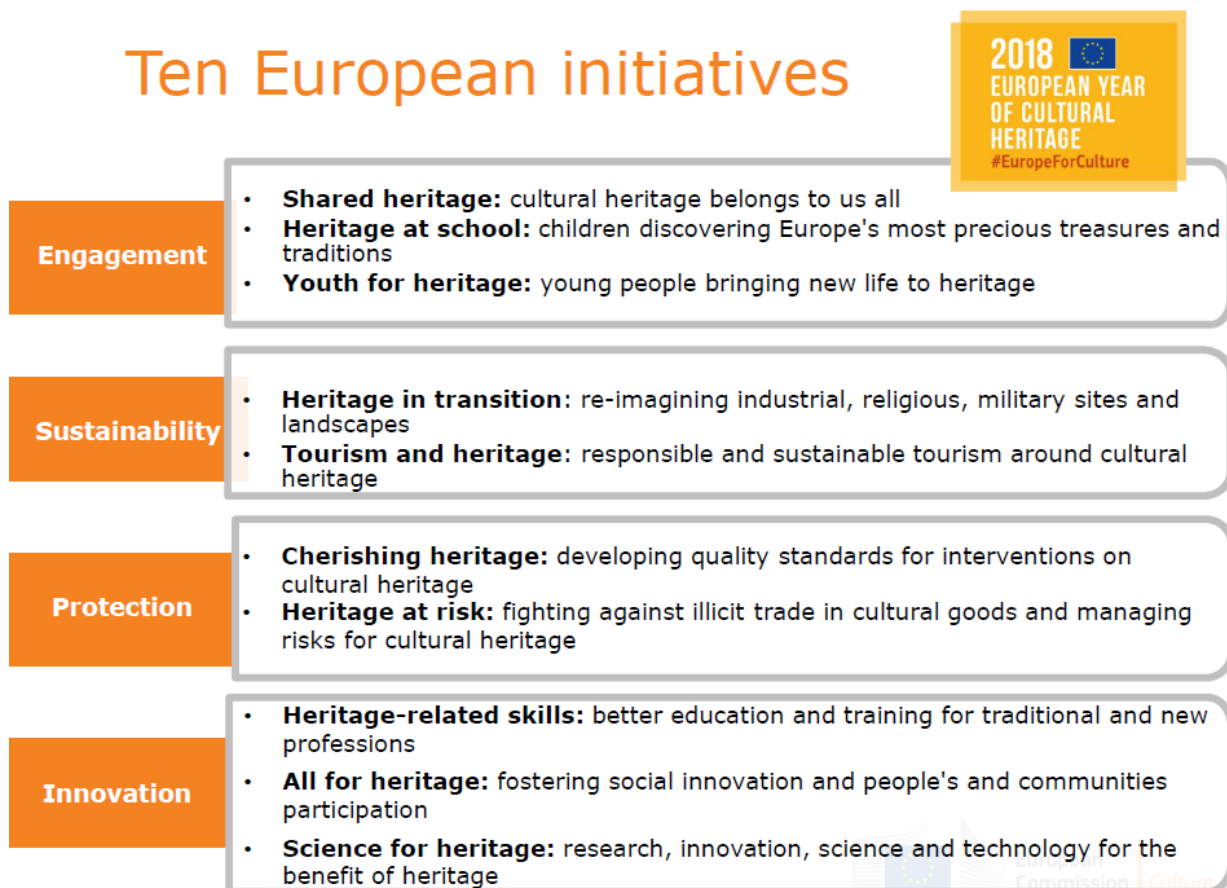 Ten European initiatives
2018
EUROPEAN YEAR
OF CULTURAL
HERITAGE
#EuropeForCulture
Engagement
• Shared heritage: cultural heritage belongs to us all
• Heritage at school: children discovering Europe's most precious treasures and
traditions
• Youth for heritage: young people bringing new life to heritage
Sustainability
• Heritage in transition: re-imagining industrial, religious, military sites and
landscapes
• Tourism and heritage: responsible and sustainable tourism around cultural
heritage
Protection
• Cherishing heritage: developing quality standards for interventions on
cultural heritage
• Heritage at risk: fighting against illicit trade in cultural goods and managing
risks for cultural heritage
Innovation
• Heritage-related skills: better education and training for traditional and new
professions
• All for heritage: fostering social innovation and people's and communities
participation
• Science for heritage: research, innovation, science and technology for the
benefit of heritage
European
Commission
Culture